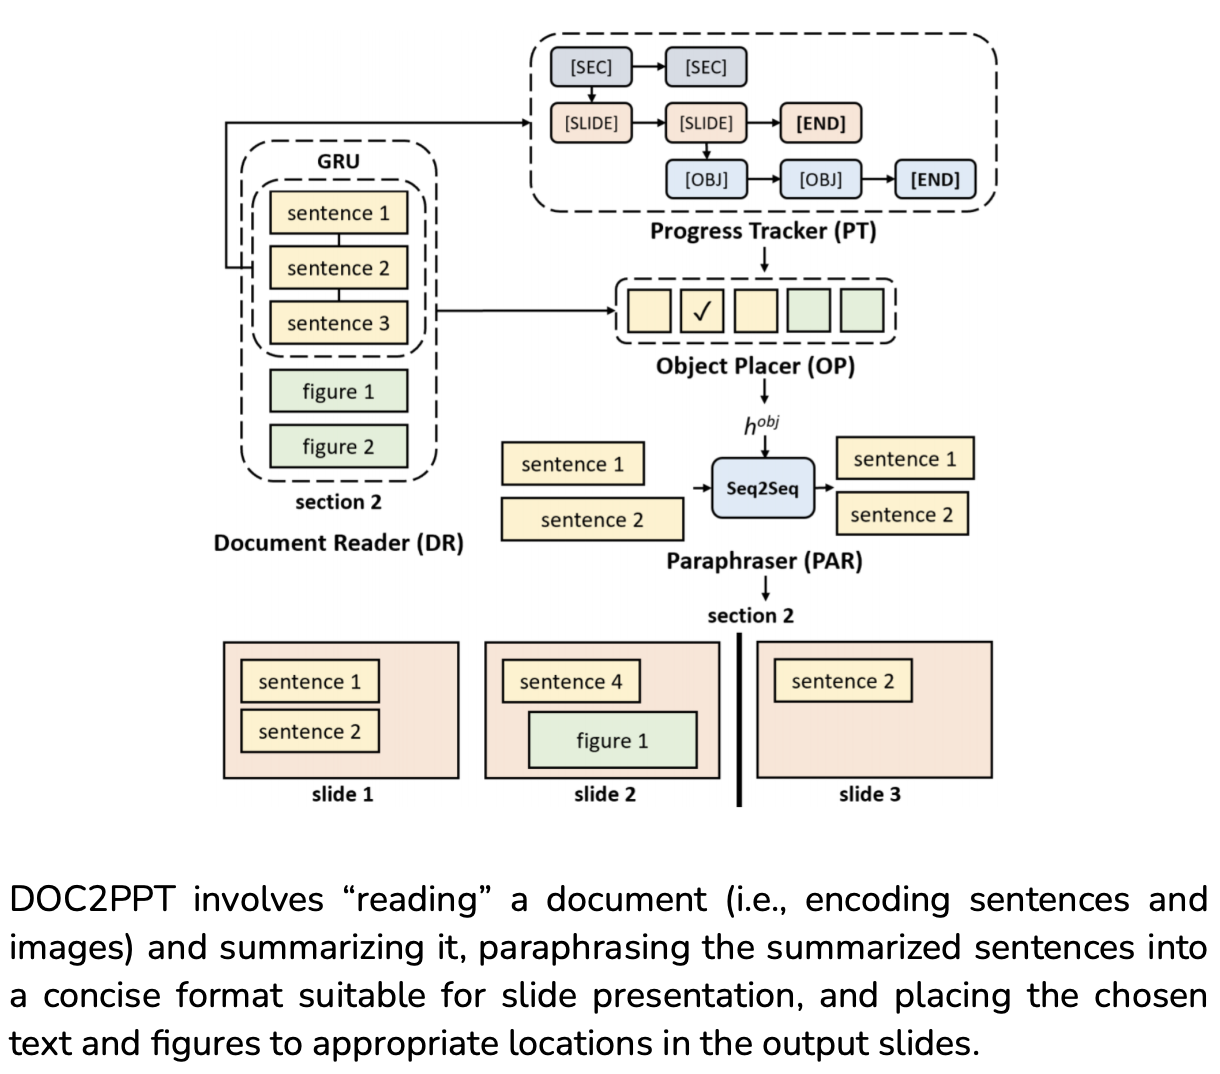 [SEC] [SEC]
[SLIDE] [SLIDE] [END]
[OBJ] [OBJ] [END]
Progress Tracker (PT)
GRU
sentence 1
sentence 2
sentence 3
figure 1
figure 2
section 2
Document Reader (DR)
✓
Object Placer (OP)
h^obj
sentence 1
sentence 2
Seq2Seq
sentence 1
sentence 2
Paraphraser (PAR)
section 2
sentence 1
sentence 2
slide 1
sentence 4
figure 1
slide 2
sentence 2
slide 3
DOC2PPT involves “reading” a document (i.e., encoding sentences and
images) and summarizing it, paraphrasing the summarized sentences into
a concise format suitable for slide presentation, and placing the chosen
text and figures to appropriate locations in the output slides.